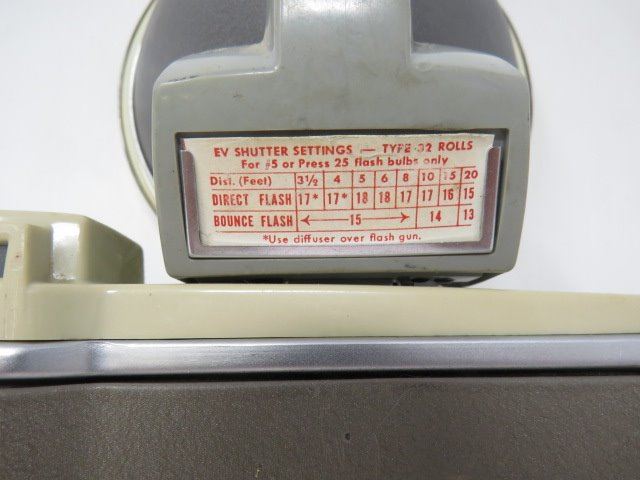 EV SHUTTER SETTINGS — TYPE 32 ROLLS
For #5 or Press 25 flash bulbs only
Dist. (Feet) 3½ 4 5 6 8 10 15 20
DIRECT FLASH 17* 17* 18 18 17 17 16 15
BOUNCE FLASH ←15→ 14 13
*Use diffuser over flash gun.